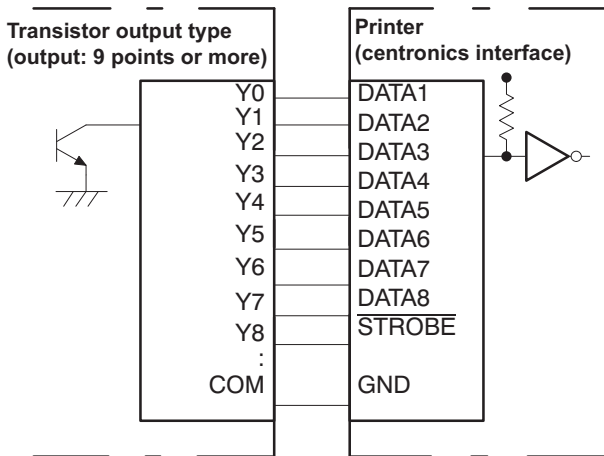 Transistor output type
(output: 9 points or more)
Printer
(centronics interface)
Y0
Y1
Y2
Y3
Y4
Y5
Y6
Y7
Y8
:
COM
DATA1
DATA2
DATA3
DATA4
DATA5
DATA6
DATA7
DATA8
STROBE
GND